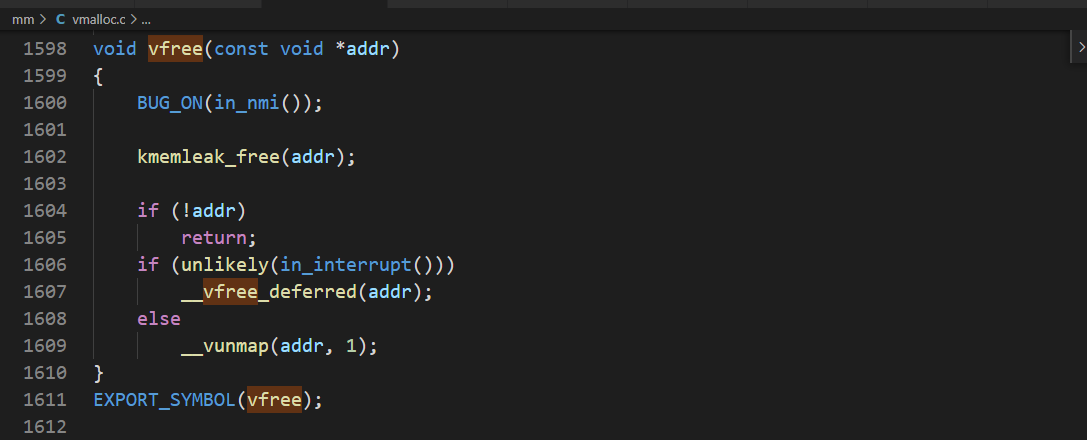 mm > C vmalloc.c > ...
1598 void vfree(const void *addr)
1599 {
1600     BUG_ON(in_nmi());
1601
1602     kmemleak_free(addr);
1603
1604     if (!addr)
1605         return;
1606     if (unlikely(in_interrupt()))
1607         __vfree_deferred(addr);
1608     else
1609         __vunmap(addr, 1);
1610 }
1611 EXPORT_SYMBOL(vfree);
1612